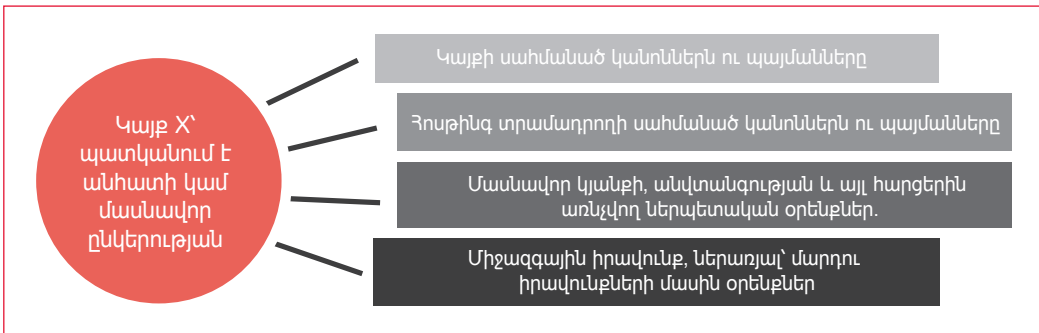 Կայք X՝
պատկանում է
անհատի կամ
մասնավոր
ընկերության
Կայքի սահմանած կանոններն ու պայմանները
Հոսթինգ տրամադրողի սահմանած կանոններն ու պայմանները
Մասնավոր կյանքի, անվտանգության և այլ հարցերին
առնչվող ներպետական օրենքներ.
Միջազգային իրավունք, ներառյալ՝ մարդու
իրավունքների մասին օրենքներ